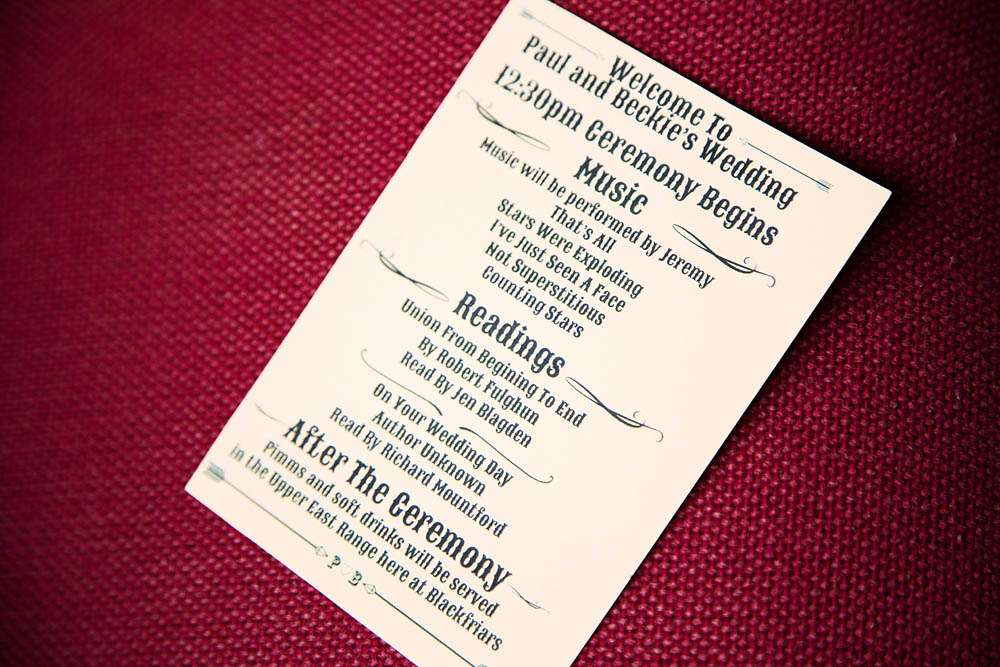 Welcome To
Paul and Beckie's Wedding
12:30pm Ceremony Begins
Music
Music will be performed by Jeremy
That's All
Stars Were Exploding
I've Just Seen A Face
Not Superstitious
Counting Stars
Readings
Union From Begining To End
By Robert Fulghun
Read By Jen Blagden
On Your Wedding Day
Author Unknown
Read By Richard Mountford
After The Ceremony
Pimms and soft drinks will be served
in the Upper East Range here at Blackfriars
P B